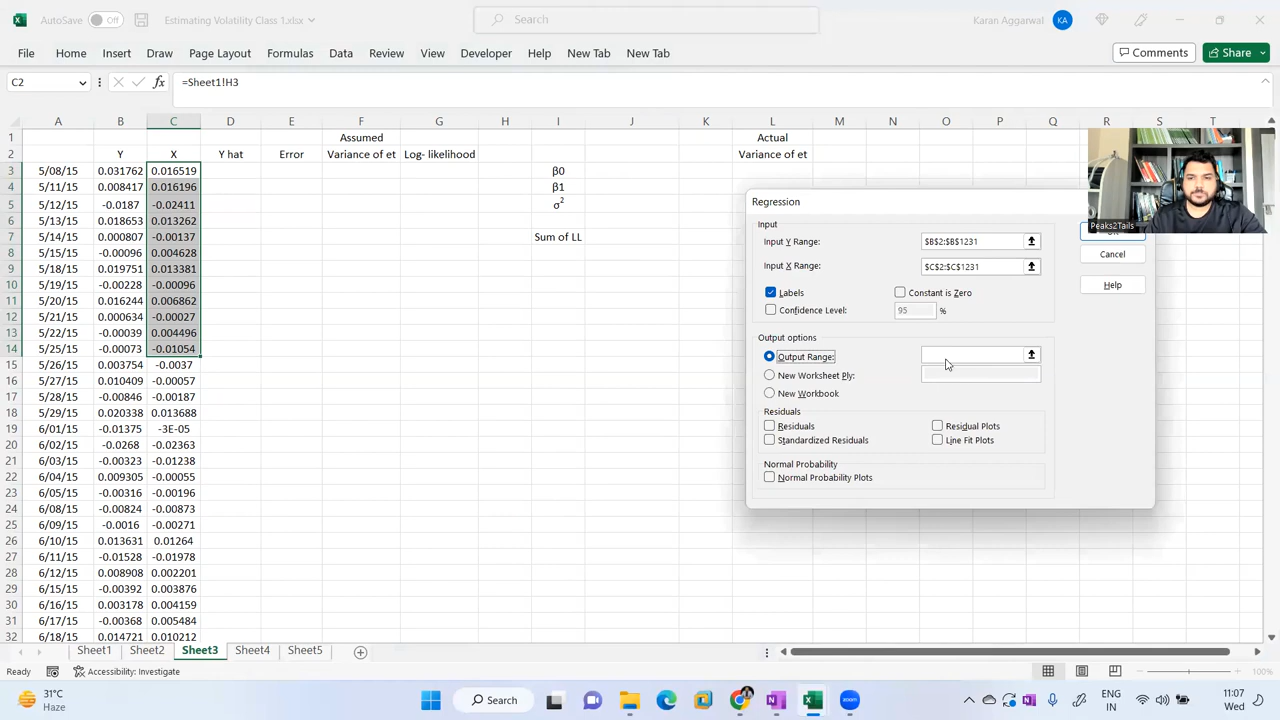 AutoSave Off Estimating Volatility Class 1.xlsx Search Karan Aggarwal KA
File Home Insert Draw Page Layout Formulas Data Review View Developer Help New Tab New Tab Comments Share
C2 fx =Sheet1!H3
A B C D E F G H I J K L M N O P Q R S T
1 Assumed Actual
2 Y X Y hat Error Variance of et Log- likelihood Variance of et
3 5/08/15 0.031762 0.016519 β0
4 5/11/15 0.008417 0.016196 β1
5 5/12/15 -0.0187 -0.02411 σ2
6 5/13/15 0.018653 0.013262
7 5/14/15 0.000807 -0.00137 Sum of LL
8 5/15/15 -0.00096 0.004628
9 5/18/15 0.019751 0.013381
10 5/19/15 -0.00228 -0.00096
11 5/20/15 0.016244 0.006862
12 5/21/15 0.000634 -0.00027
13 5/22/15 -0.00039 0.004496
14 5/25/15 -0.00073 -0.01054
15 5/26/15 0.003754 -0.0037
16 5/27/15 0.010409 -0.00057
17 5/28/15 -0.00846 -0.00187
18 5/29/15 0.020338 0.013688
19 6/01/15 -0.01375 -3E-05
20 6/02/15 -0.0268 -0.02363
21 6/03/15 -0.00323 -0.01238
22 6/04/15 0.009305 -0.00055
23 6/05/15 -0.00316 -0.00196
24 6/08/15 -0.00824 -0.00873
25 6/09/15 -0.0016 -0.00271
26 6/10/15 0.013631 0.01264
27 6/11/15 -0.01528 -0.01978
28 6/12/15 0.008908 0.002201
29 6/15/15 -0.00392 0.003876
30 6/16/15 0.003178 0.004159
31 6/17/15 -0.00368 0.005484
32 6/18/15 0.014721 0.010212
Regression
Input
Input Y Range: $B$2:$B$1231
Input X Range: $C$2:$C$1231
Labels Constant is Zero
Confidence Level: 95 %
Output options
Output Range:
New Worksheet Ply:
New Workbook
Residuals
Residuals Residual Plots
Standardized Residuals Line Fit Plots
Normal Probability
Normal Probability Plots
Cancel
Help
Peaks2Tails
Sheet1 Sheet2 Sheet3 Sheet4 Sheet5
Ready Accessibility: Investigate 100%
31°C
Haze
Search
ENG
IN
11:07
Wed